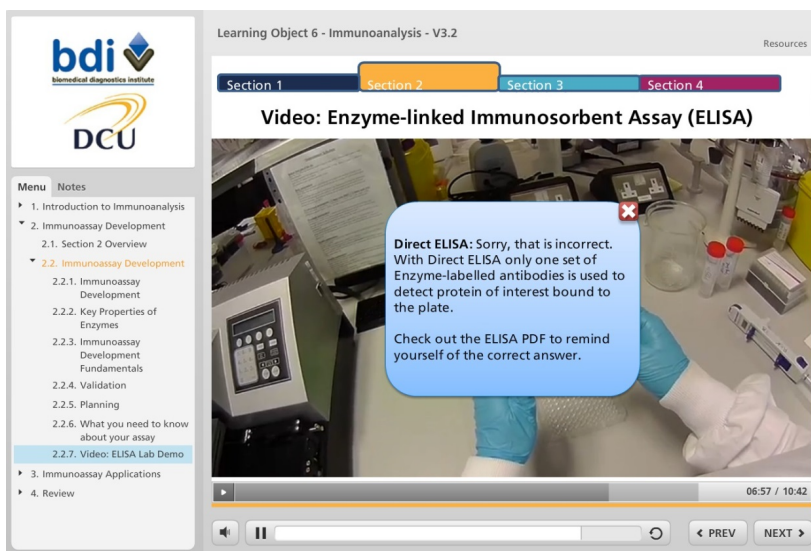 bdi
biomedical diagnostics institute
DCU
Learning Object 6 - Immunoanalysis - V3.2
Resources
Section 1
Section 2
Section 3
Section 4
Video: Enzyme-linked Immunosorbent Assay (ELISA)
Menu
Notes
1. Introduction to Immunoanalysis
2. Immunoassay Development
2.1. Section 2 Overview
2.2. Immunoassay Development
2.2.1. Immunoassay
Development
2.2.2. Key Properties of
Enzymes
2.2.3. Immunoassay
Development
Fundamentals
2.2.4. Validation
2.2.5. Planning
2.2.6. What you need to know
about your assay
2.2.7. Video: ELISA Lab Demo
3. Immunoassay Applications
4. Review
Direct ELISA: Sorry, that is incorrect.
With Direct ELISA only one set of
Enzyme-labelled antibodies is used to
detect protein of interest bound to
the plate.
Check out the ELISA PDF to remind
yourself of the correct answer.
06:57 / 10:42
PREV
NEXT